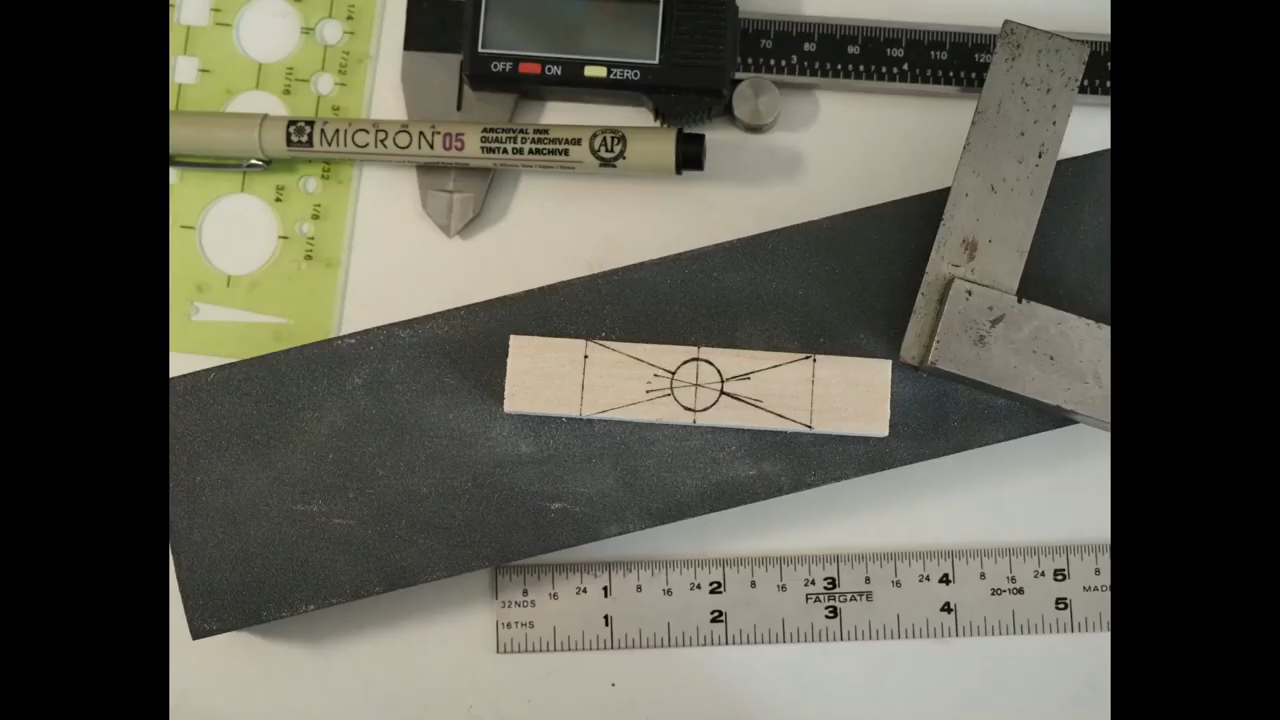 OFF ON ZERO
70 80 90 100 120
3 4
1/4
7/32
11/16
MICRON 05
ARCHIVAL INK
QUALITÉ D'ARCHIVAGE
TINTA DE ARCHIVE
AP
3/4
1/8
1/16
8 16 24 1 8 16 24 2 8 16 24 3 8 16 24 4 8 16 24 5 8
32NDS
FAIRGATE
20-106
MADE
16THS
1 2 3 4 5